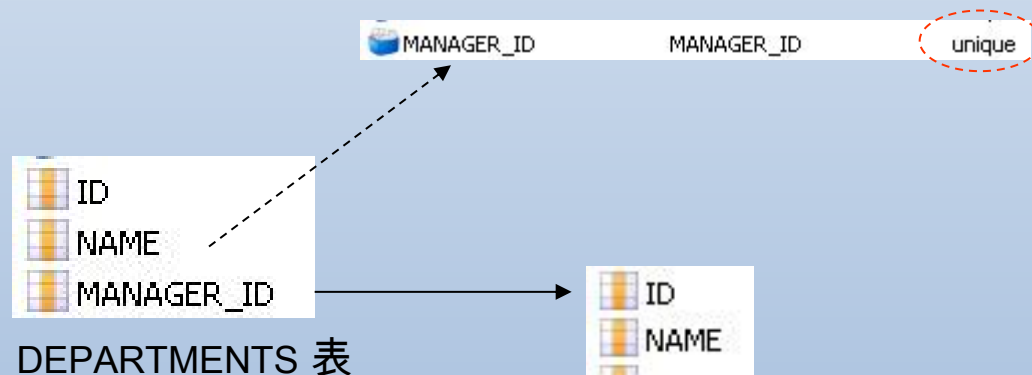 MANAGER_ID MANAGER_ID unique
ID
NAME
MANAGER_ID
DEPARTMENTS 表
ID
NAME